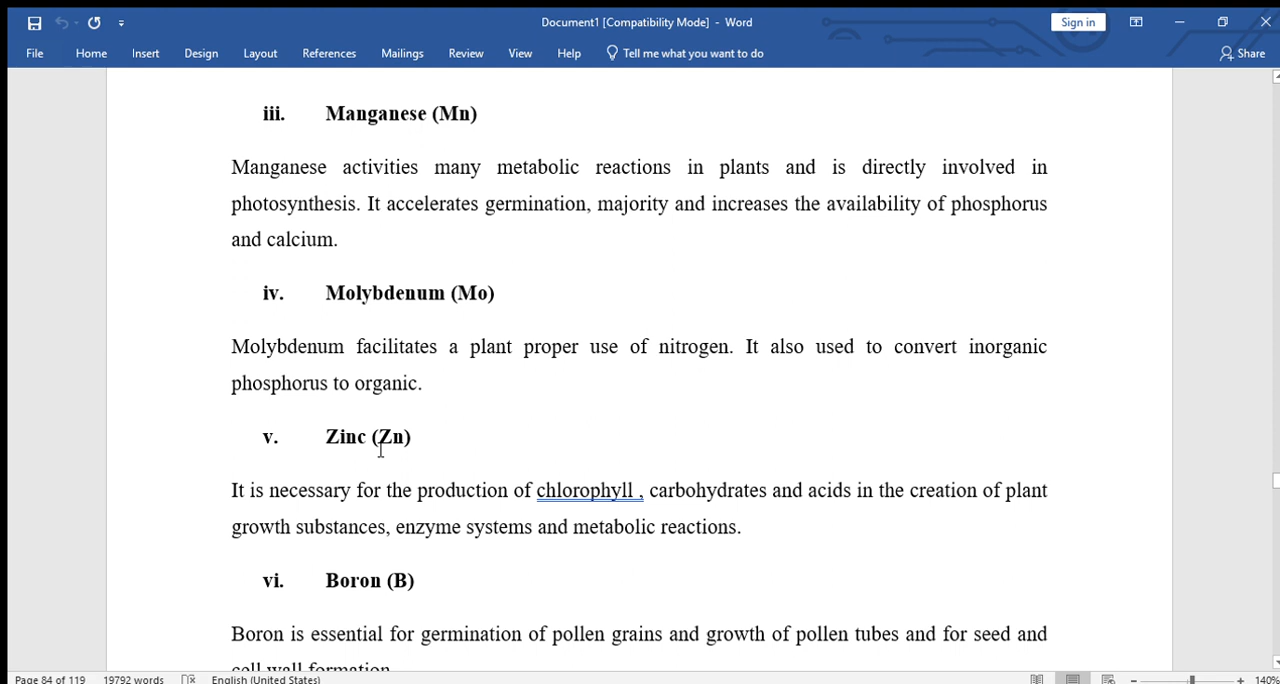 Document1 [Compatibility Mode] - Word
Sign in
File Home Insert Design Layout References Mailings Review View Help Tell me what you want to do Share
iii. Manganese (Mn)
Manganese activities many metabolic reactions in plants and is directly involved in
photosynthesis. It accelerates germination, majority and increases the availability of phosphorus
and calcium.
iv. Molybdenum (Mo)
Molybdenum facilitates a plant proper use of nitrogen. It also used to convert inorganic
phosphorus to organic.
v. Zinc (Zn)
It is necessary for the production of chlorophyll , carbohydrates and acids in the creation of plant
growth substances, enzyme systems and metabolic reactions.
vi. Boron (B)
Boron is essential for germination of pollen grains and growth of pollen tubes and for seed and
cell wall formation
Page 84 of 119 19792 words English (United States) 140%